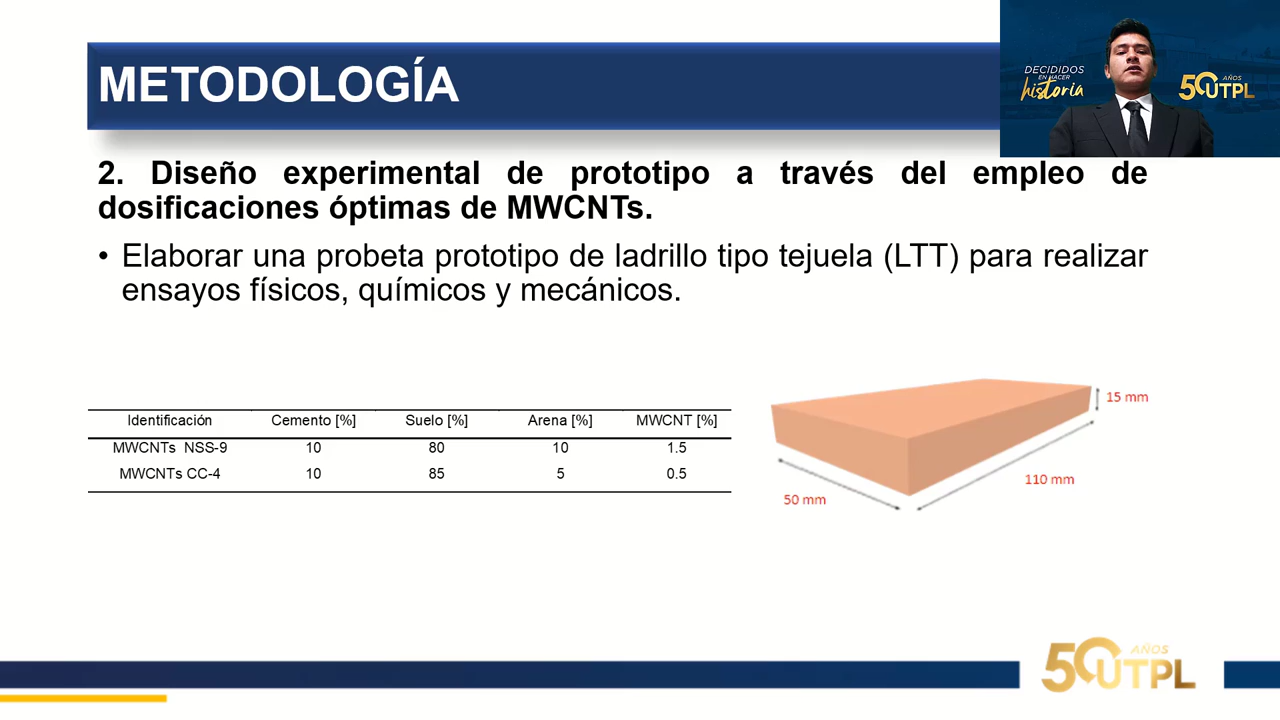 METODOLOGÍA
DECIDIDOS
EN HACER
historia
50 AÑOS
UTPL
2. Diseño experimental de prototipo a través del empleo de
dosificaciones óptimas de MWCNTs.
• Elaborar una probeta prototipo de ladrillo tipo tejuela (LTT) para realizar
ensayos físicos, químicos y mecánicos.
Identificación Cemento [%] Suelo [%] Arena [%] MWCNT [%]
MWCNTs NSS-9 10 80 10 1.5
MWCNTs CC-4 10 85 5 0.5
15 mm
110 mm
50 mm
50 AÑOS
UTPL